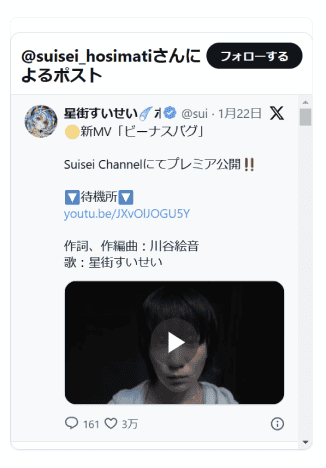 @suisei_hosimatiさんに
よるポスト
フォローする
星街すいせい @sui · 1月22日
新MV「ビーナスバグ」
Suisei Channelにてプレミア公開‼
🔽待機所🔽
youtu.be/JXvOlJOGU5Y
作詞、作編曲：川谷絵音
歌：星街すいせい
161 3万